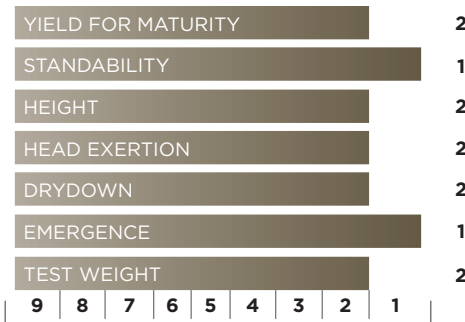 YIELD FOR MATURITY 2
STANDABILITY 1
HEIGHT 2
HEAD EXERTION 2
DRYDOWN 2
EMERGENCE 1
TEST WEIGHT 2
9 8 7 6 5 4 3 2 1